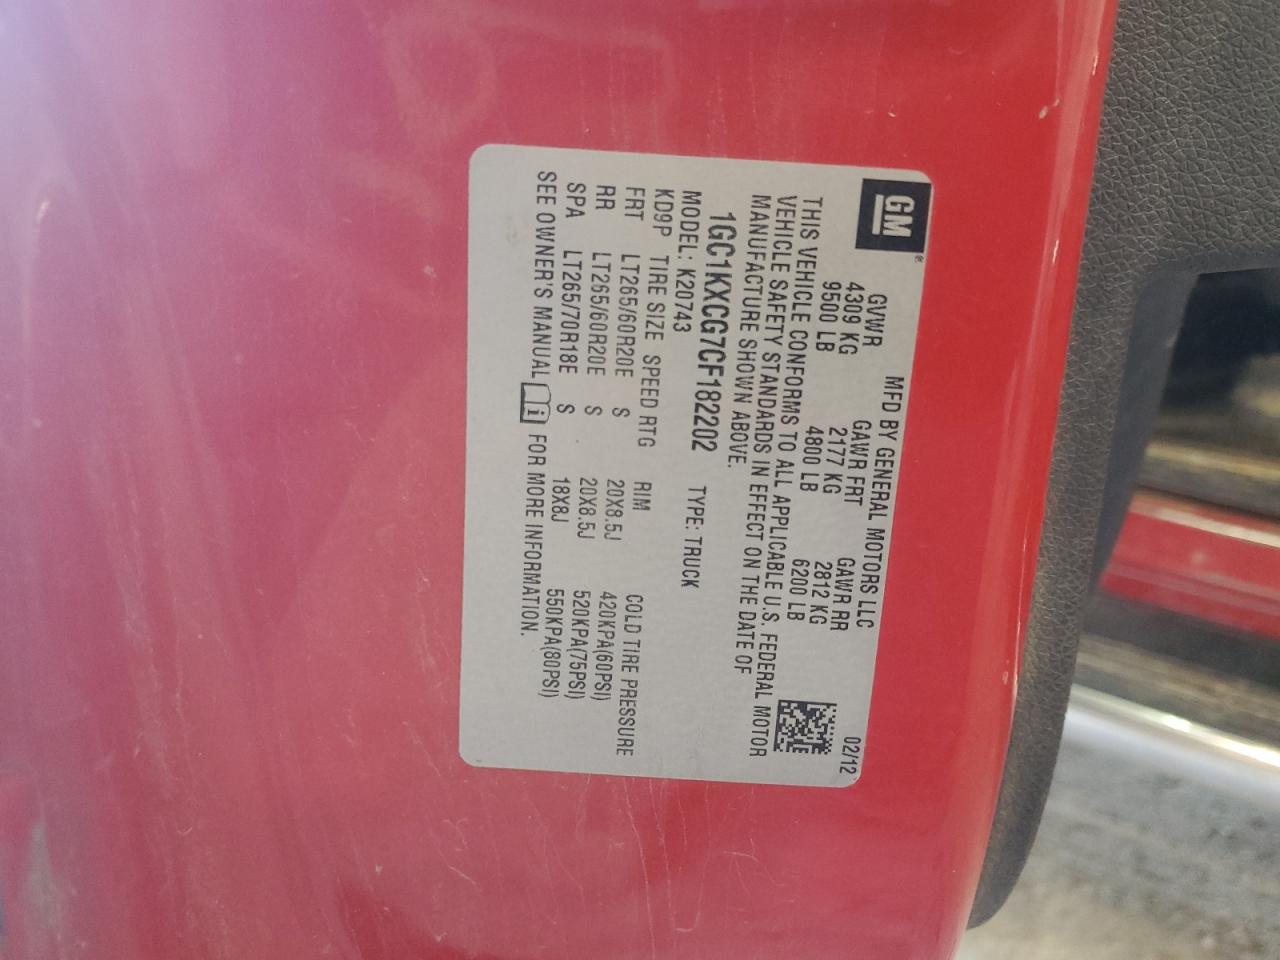 GM®
MFD BY GENERAL MOTORS LLC 02/12
GVWR GAWR FRT GAWR RR
4309 KG 2177 KG 2812 KG
9500 LB 4800 LB 6200 LB
THIS VEHICLE CONFORMS TO ALL APPLICABLE U.S. FEDERAL MOTOR
VEHICLE SAFETY STANDARDS IN EFFECT ON THE DATE OF
MANUFACTURE SHOWN ABOVE.
1GC1KXCG7CF182202 TYPE: TRUCK
MODEL: K20743
KD9P TIRE SIZE SPEED RTG RIM COLD TIRE PRESSURE
FRT LT265/60R20E S 20X8.5J 420KPA(60PSI)
RR LT265/60R20E S 20X8.5J 520KPA(75PSI)
SPA LT265/70R18E S 18X8J 550KPA(80PSI)
SEE OWNER'S MANUAL i FOR MORE INFORMATION.